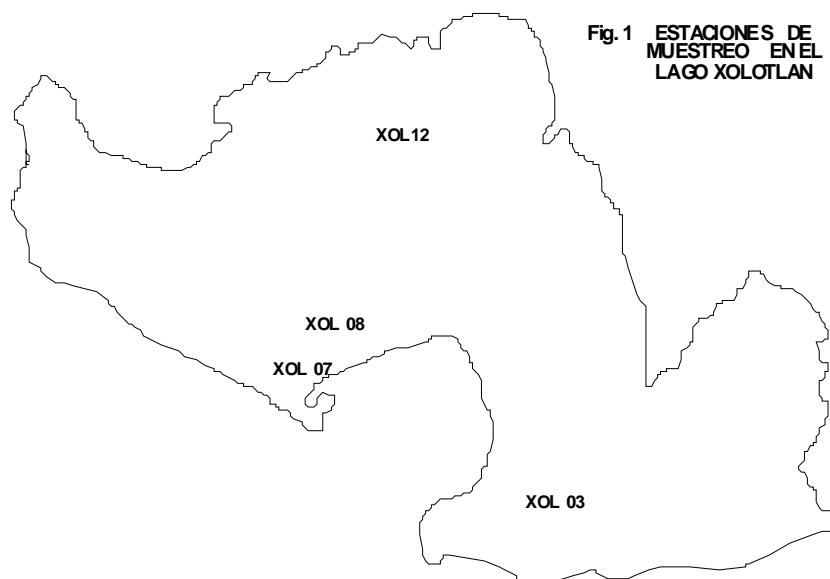 Fig. 1 ESTACIONES DE
MUESTREO EN EL
LAGO XOLOTLAN
XOL12
XOL 08
XOL 07
XOL 03